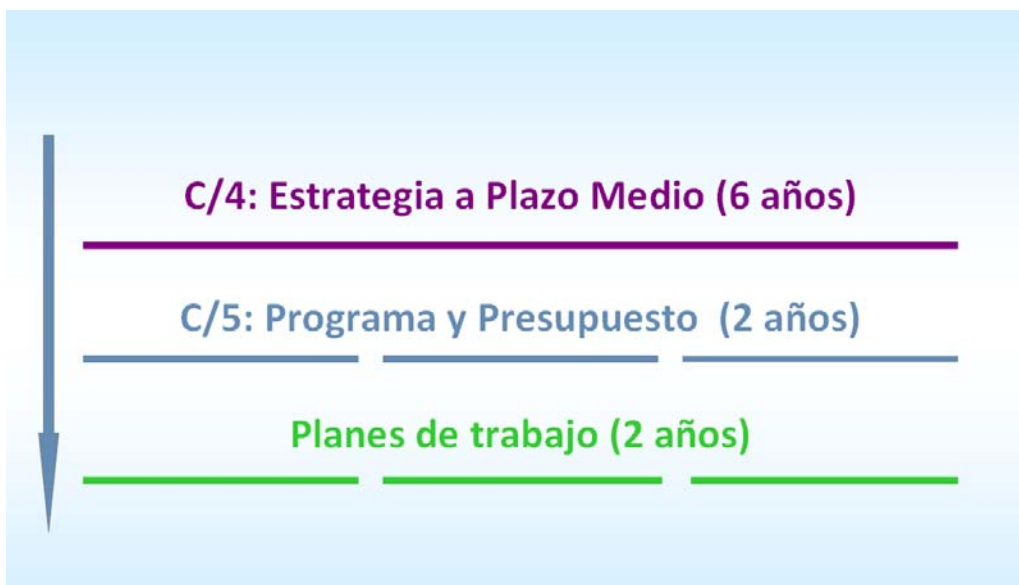 C/4: Estrategia a Plazo Medio (6 años)
C/5: Programa y Presupuesto (2 años)
Planes de trabajo (2 años)